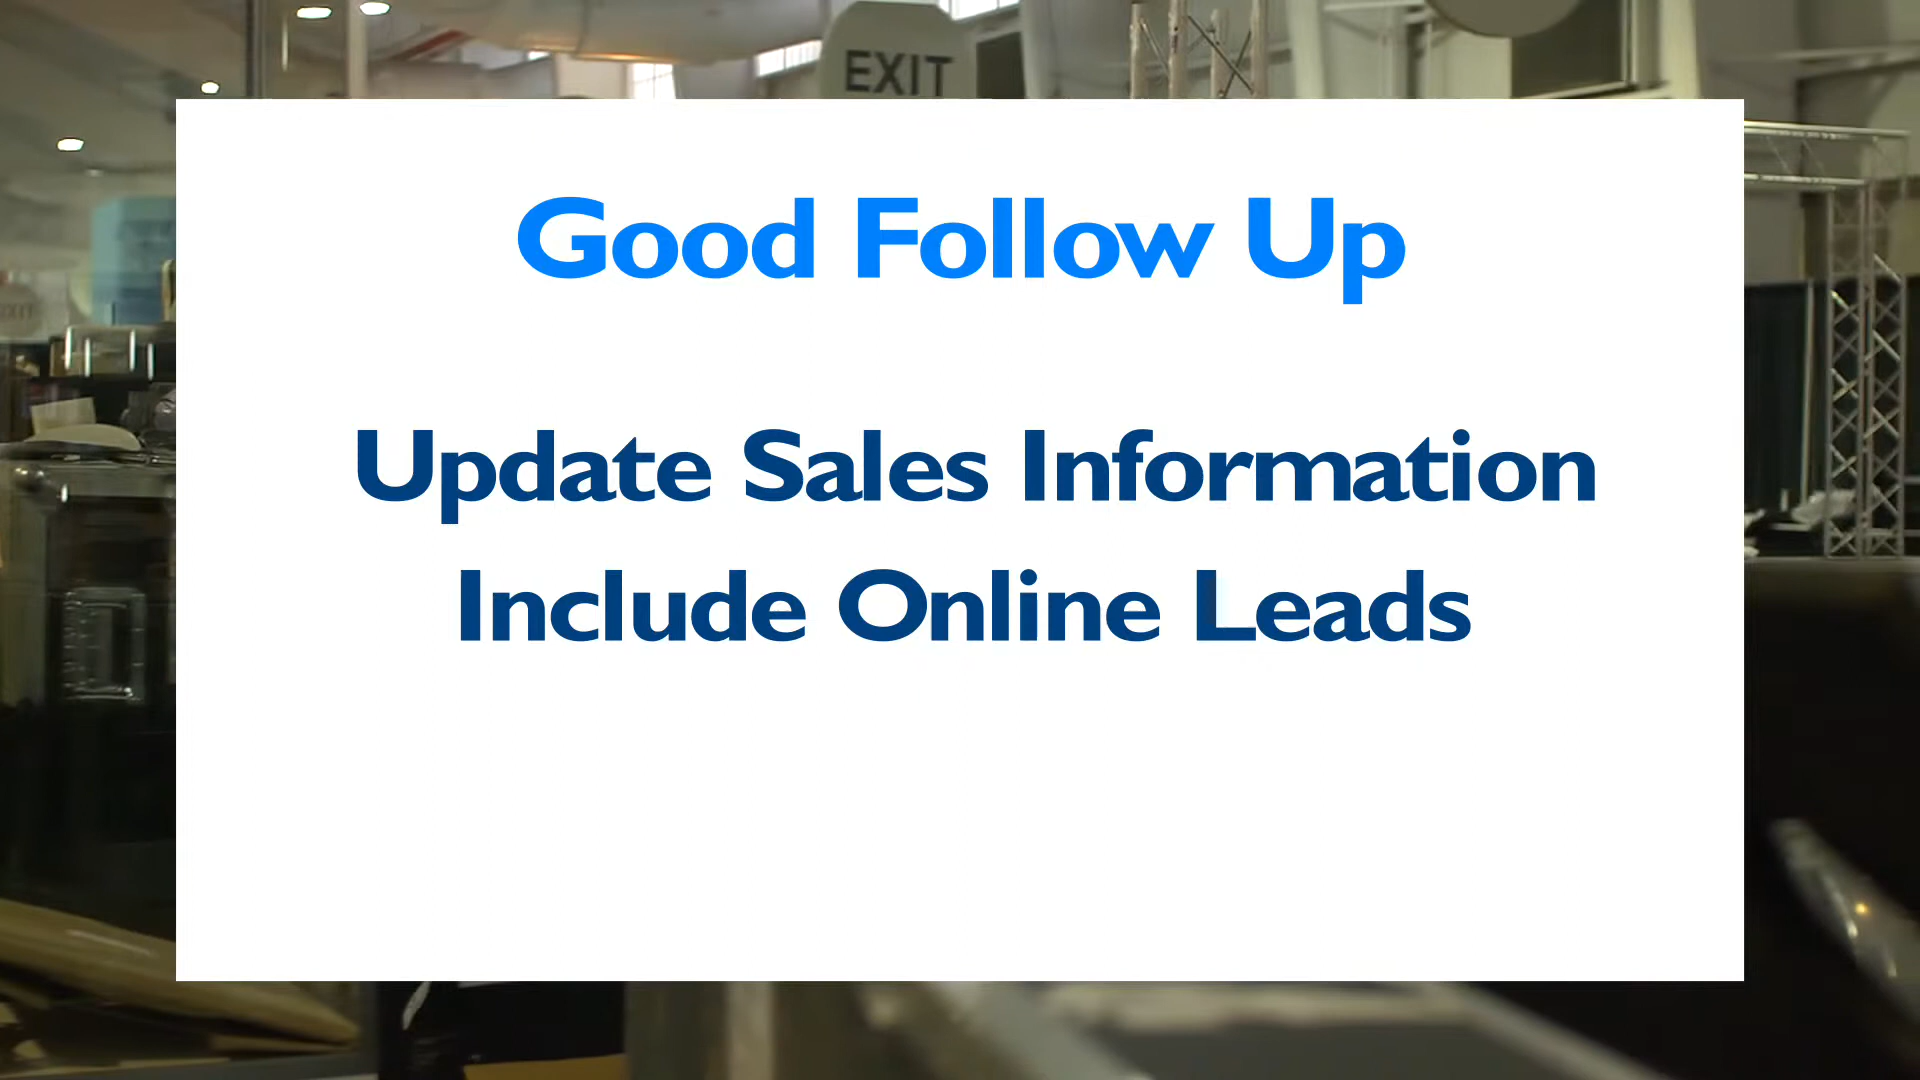 EXIT
Good Follow Up
Update Sales Information
Include Online Leads